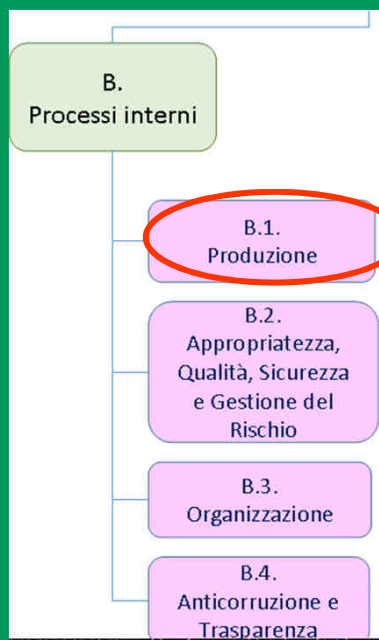 B.
Processi interni
B.1.
Produzione
B.2.
Appropriatezza,
Qualità, Sicurezza
e Gestione del
Rischio
B.3.
Organizzazione
B.4.
Anticorruzione e
Trasparenza